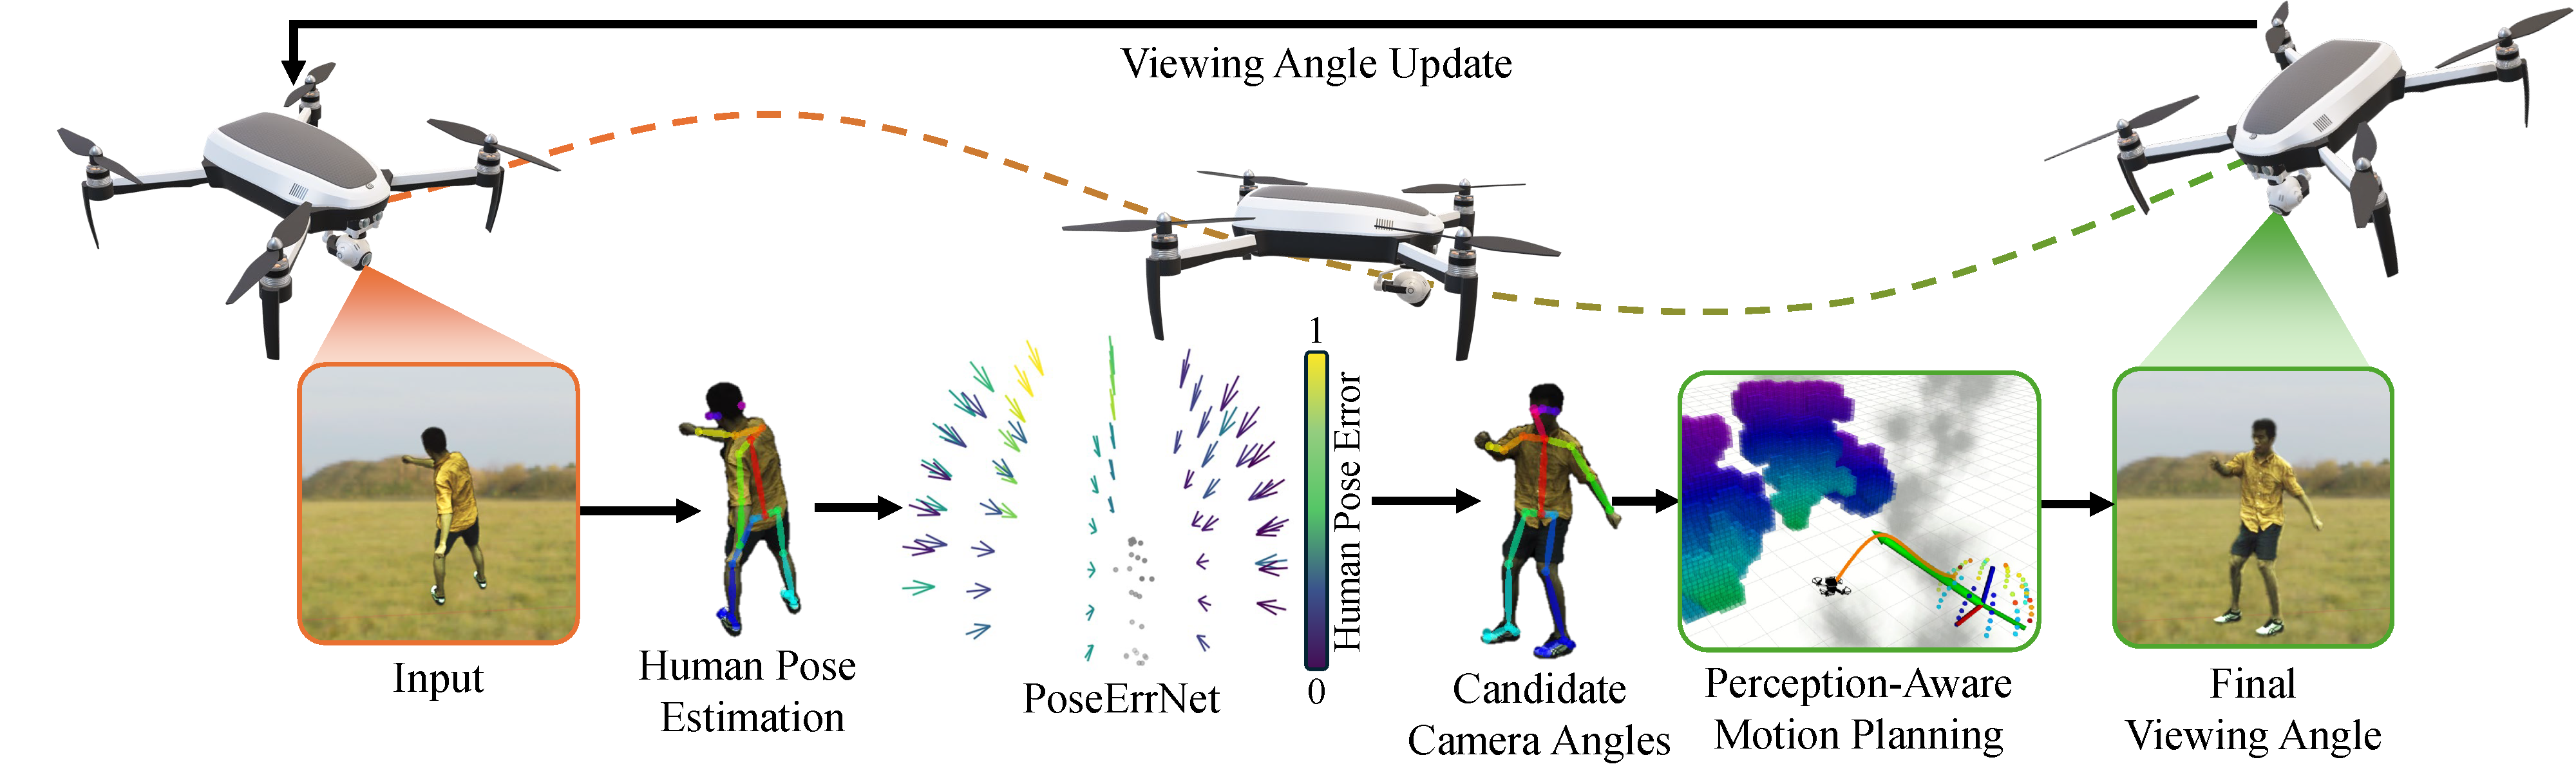 Viewing Angle Update
Input
Human Pose
Estimation
PoseErrNet
1
Human Pose Error
0
Candidate
Camera Angles
Perception-Aware
Motion Planning
Final
Viewing Angle